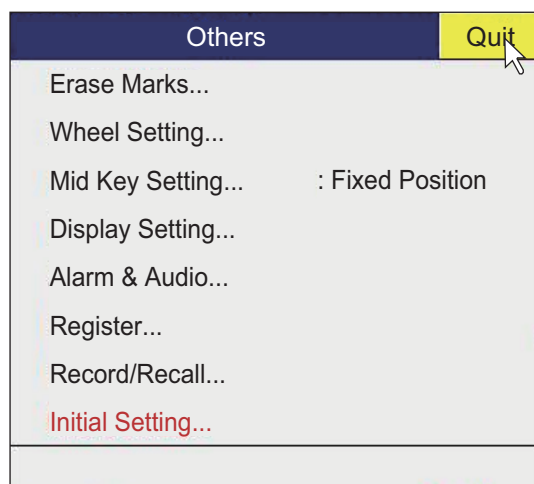 Others Quit
Erase Marks...
Wheel Setting...
Mid Key Setting... : Fixed Position
Display Setting...
Alarm & Audio...
Register...
Record/Recall...
Initial Setting...